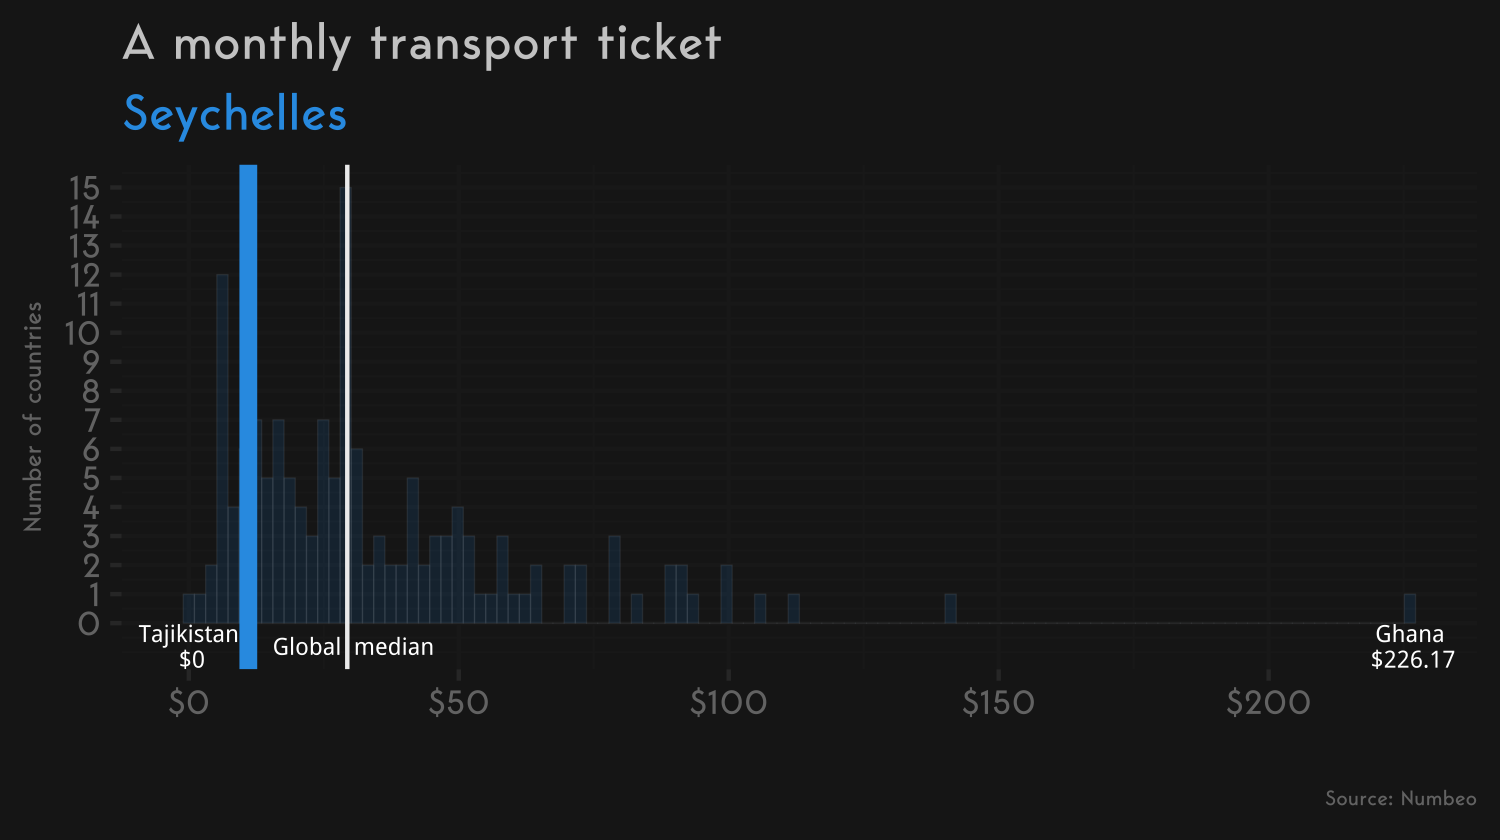 A monthly transport ticket
Seychelles
Number of countries
15
14
13
12
11
10
9
8
7
6
5
4
3
2
1
0
Tajikistan
$0
Global median
Ghana
$226.17
$0 $50 $100 $150 $200
Source: Numbeo